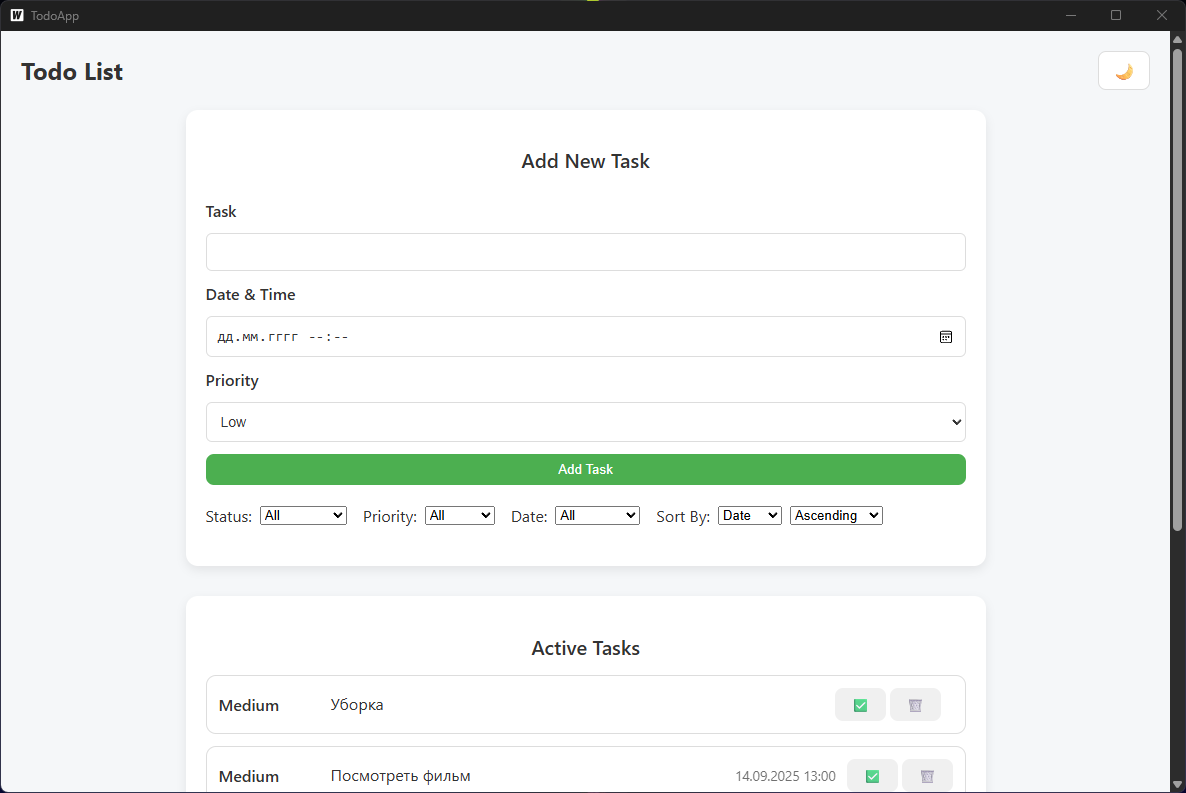 TodoApp
Todo List
Add New Task
Task
Date & Time
дд.мм.гггг --:--
Priority
Low
Add Task
Status: All Priority: All Date: All Sort By: Date Ascending
Active Tasks
Medium Уборка
Medium Посмотреть фильм 14.09.2025 13:00